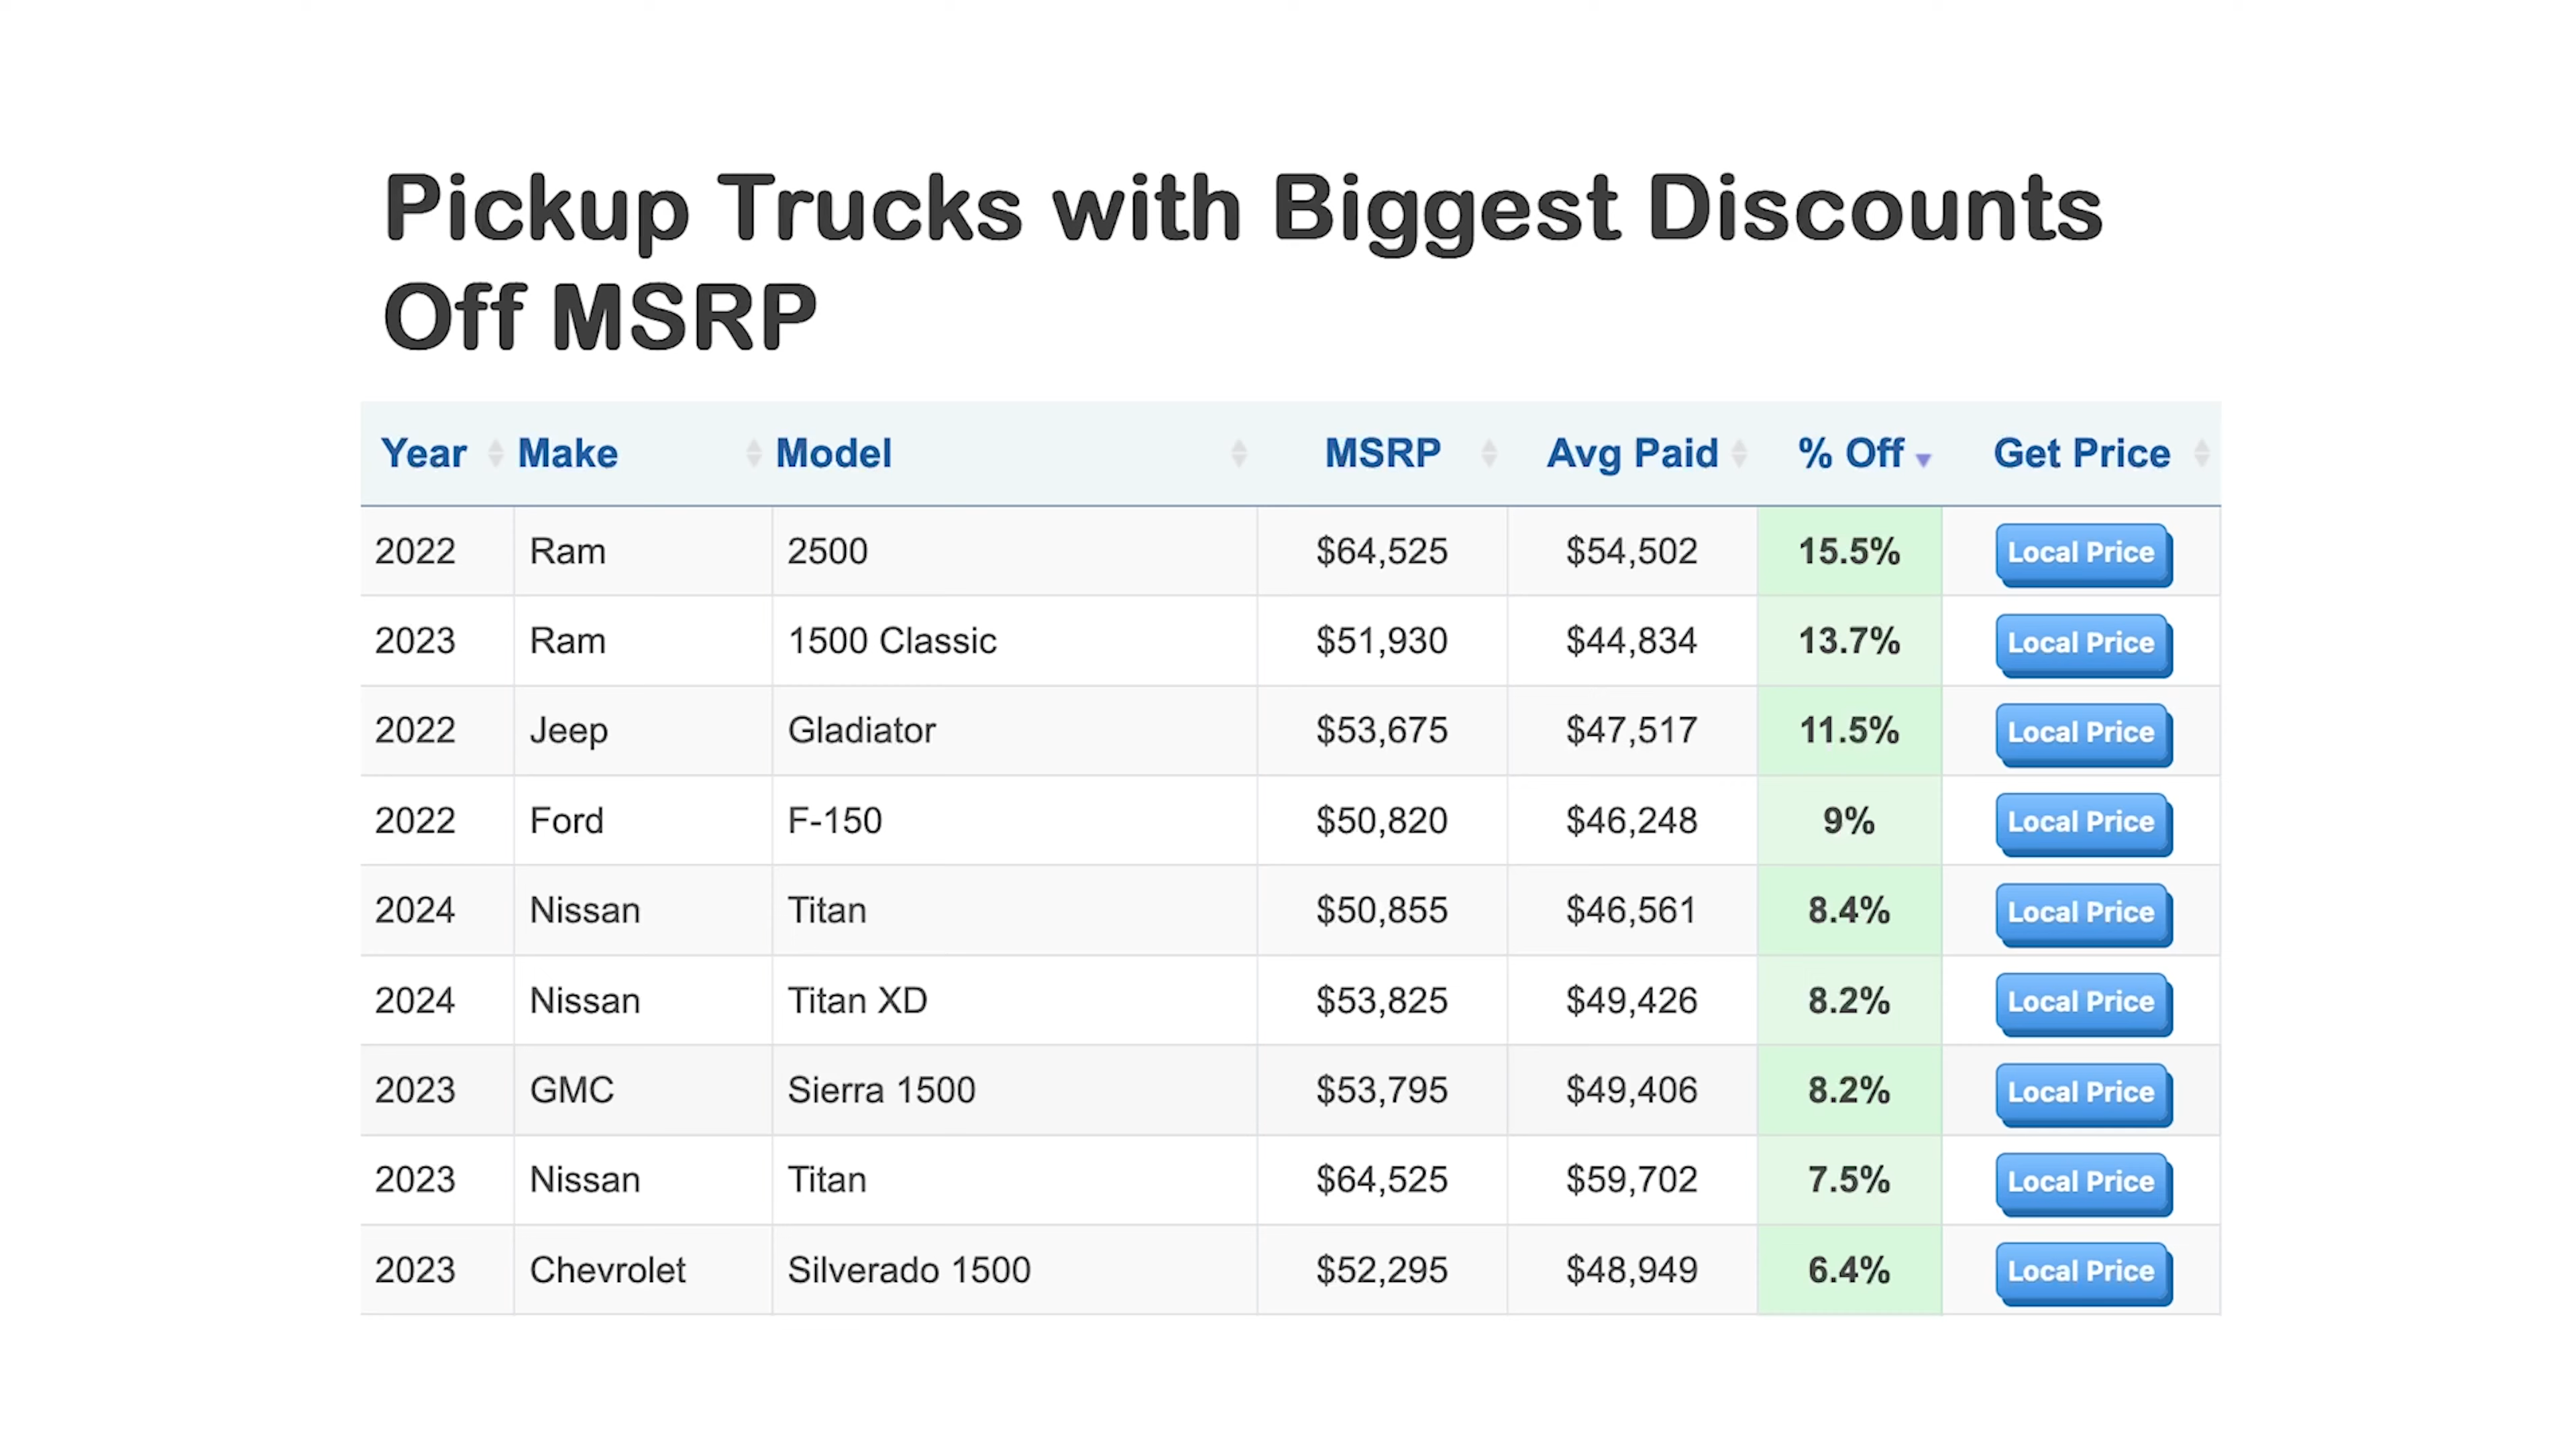 Pickup Trucks with Biggest Discounts
Off MSRP
Year Make Model MSRP Avg Paid % Off Get Price
2022 Ram 2500 $64,525 $54,502 15.5% Local Price
2023 Ram 1500 Classic $51,930 $44,834 13.7% Local Price
2022 Jeep Gladiator $53,675 $47,517 11.5% Local Price
2022 Ford F-150 $50,820 $46,248 9% Local Price
2024 Nissan Titan $50,855 $46,561 8.4% Local Price
2024 Nissan Titan XD $53,825 $49,426 8.2% Local Price
2023 GMC Sierra 1500 $53,795 $49,406 8.2% Local Price
2023 Nissan Titan $64,525 $59,702 7.5% Local Price
2023 Chevrolet Silverado 1500 $52,295 $48,949 6.4% Local Price